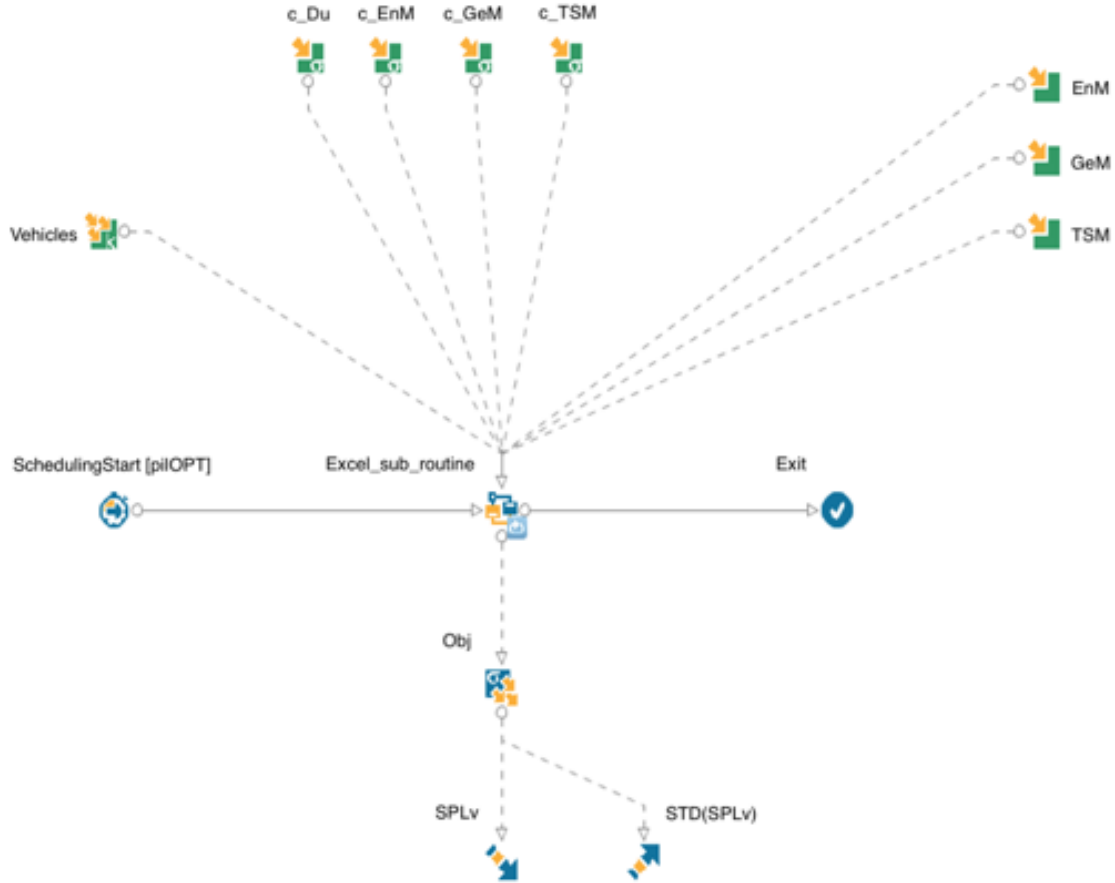 c_Du
c_EnM
c_GeM
c_TSM
EnM
GeM
TSM
Vehicles
SchedulingStart [pilOPT]
Excel_sub_routine
Exit
Obj
SPLv
STD(SPLv)